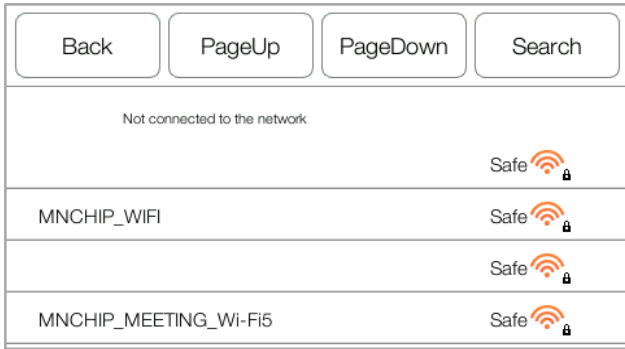 Back PageUp PageDown Search
Not connected to the network
Safe
MNCHIP_WIFI Safe
Safe
MNCHIP_MEETING_Wi-Fi5 Safe